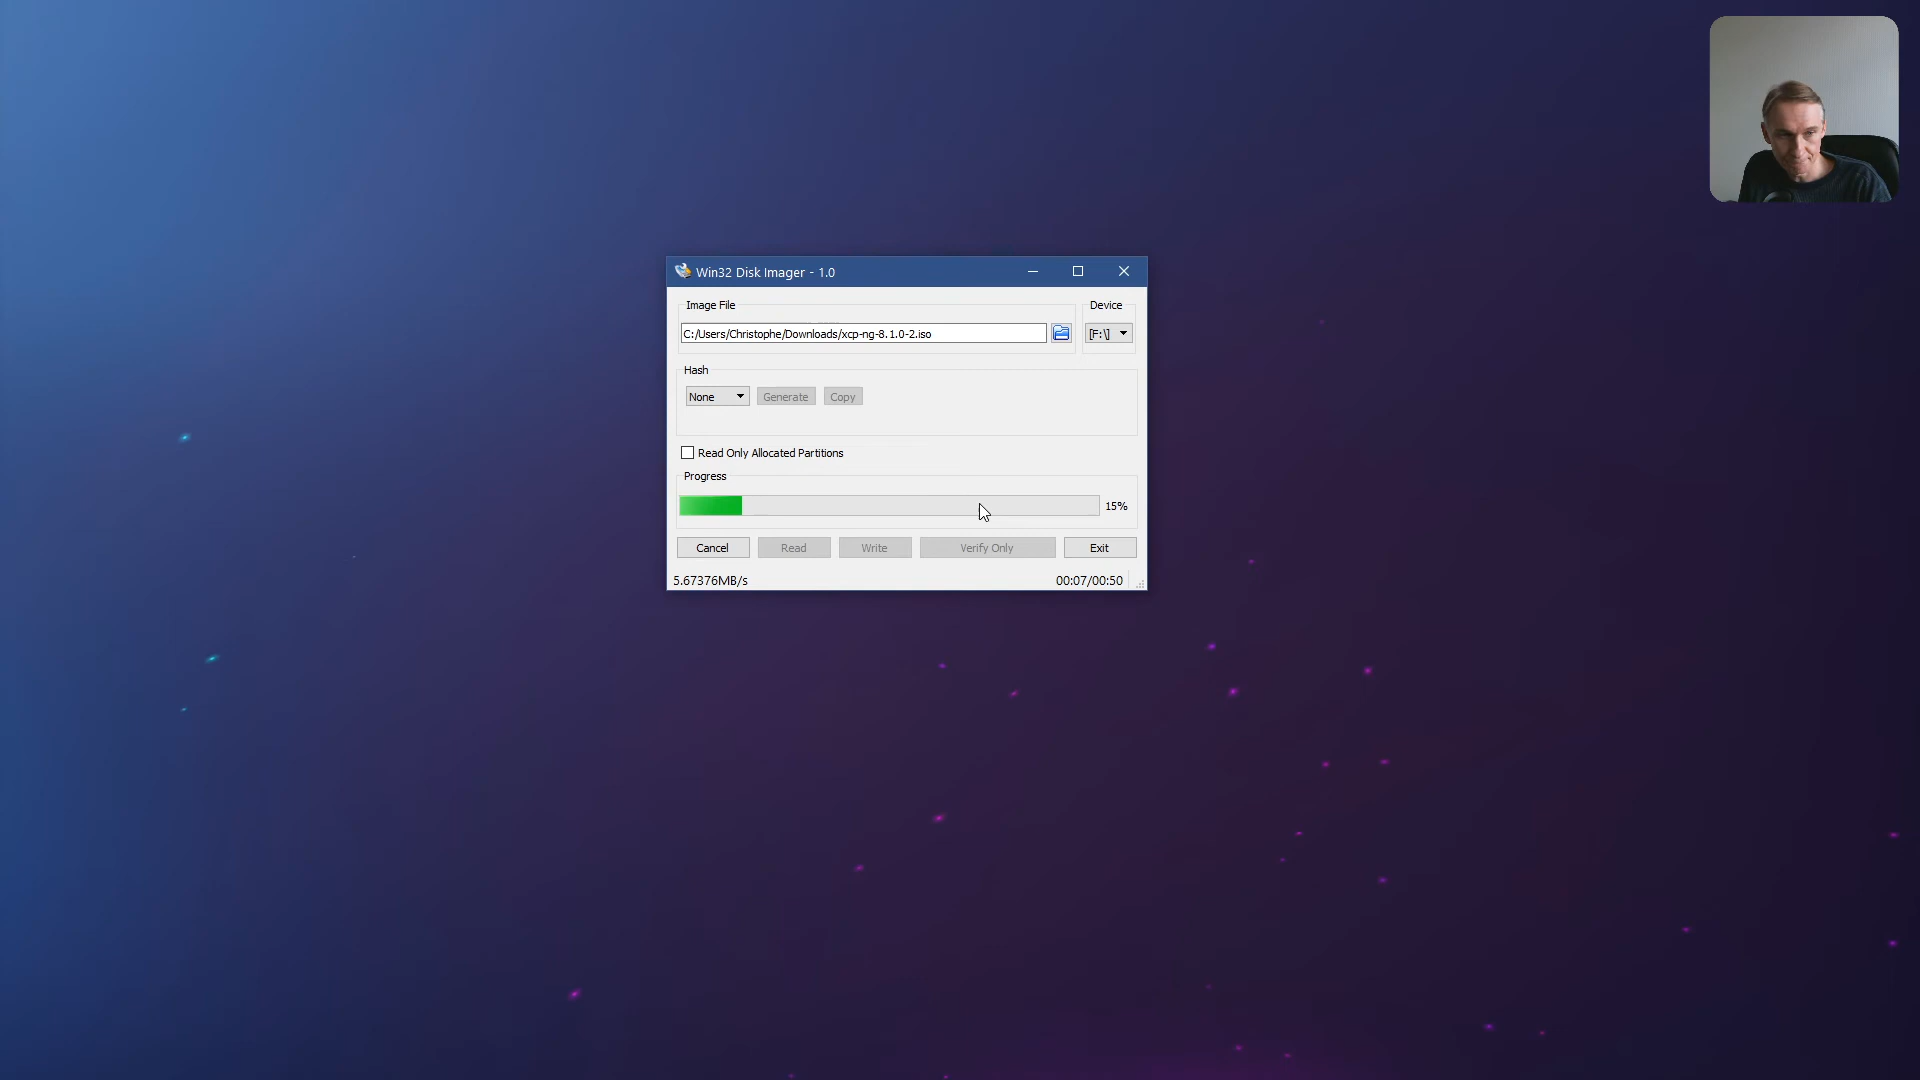 Win32 Disk Imager - 1.0
Image File
Device
C:/Users/Christophe/Downloads/xcp-ng-8.1.0-2.iso
[F:\]
Hash
None
Generate
Copy
Read Only Allocated Partitions
Progress
15%
Cancel
Read
Write
Verify Only
Exit
5.67376MB/s
00:07/00:50